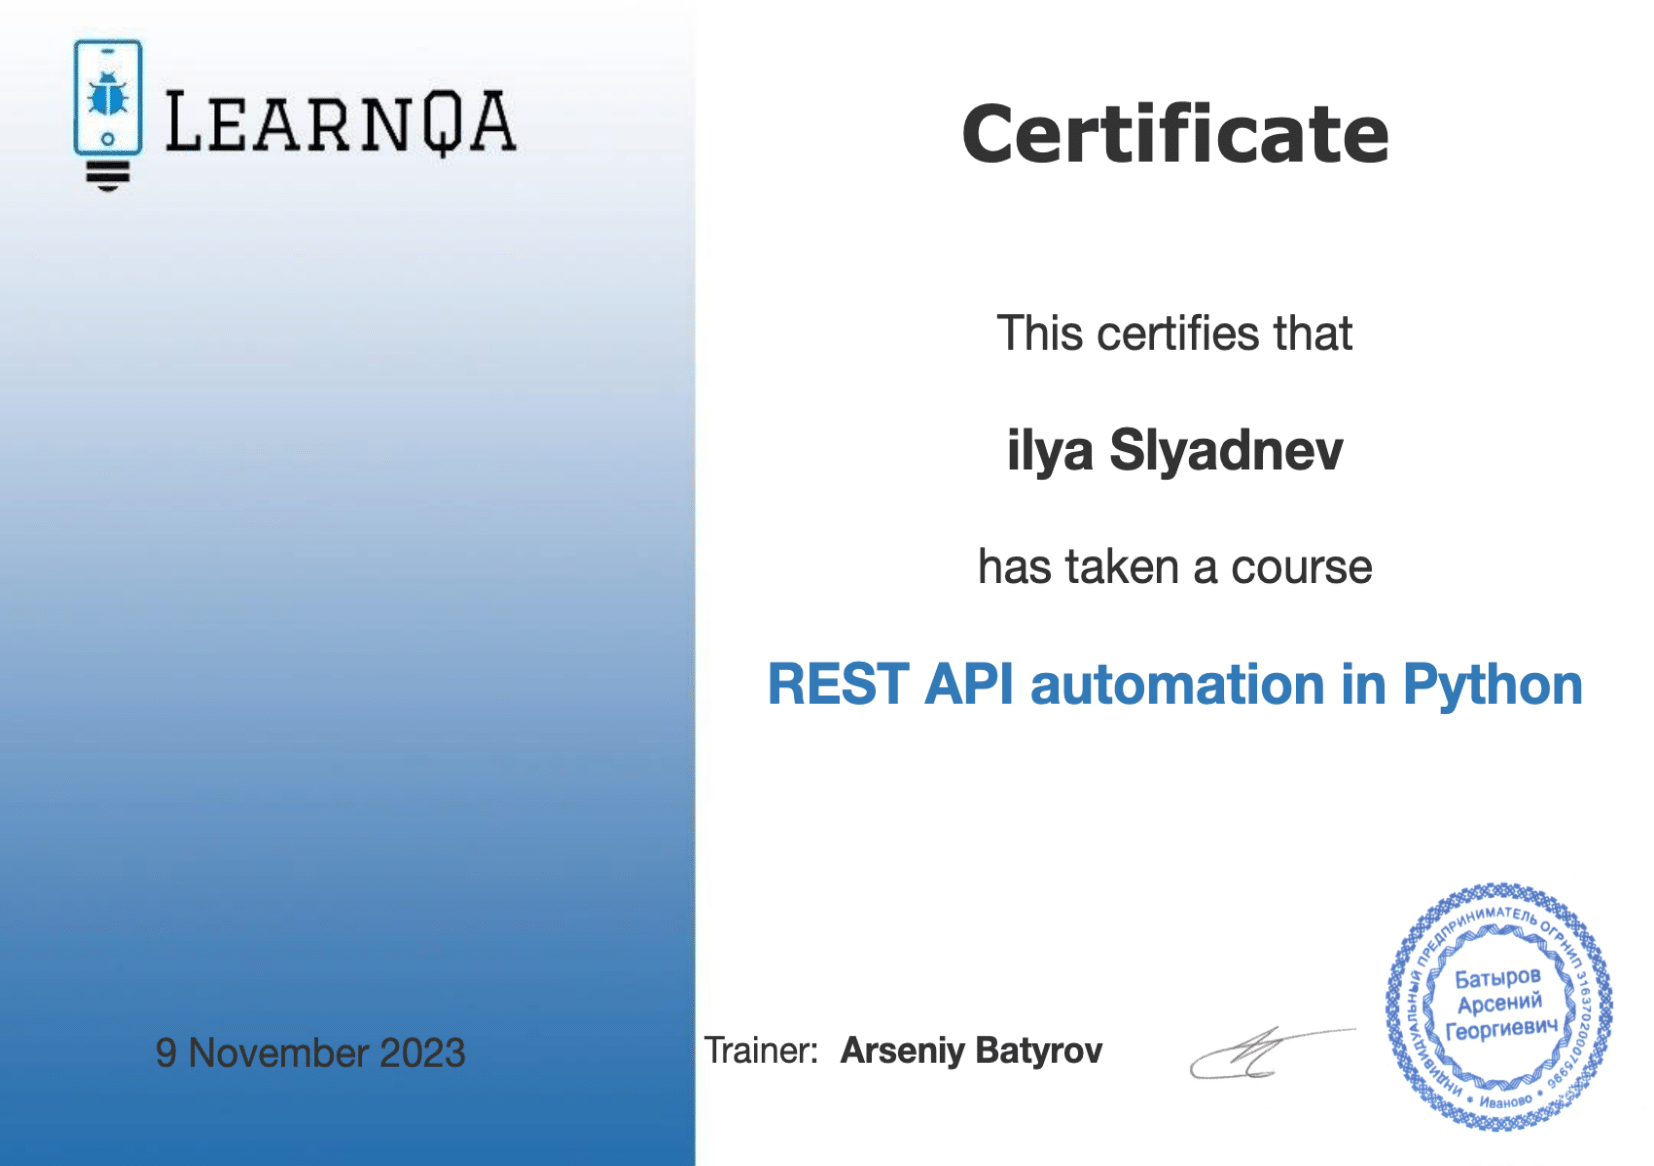 LEARNQA
Certificate
This certifies that
ilya Slyadnev
has taken a course
REST API automation in Python
9 November 2023
Trainer: Arseniy Batyrov
ИНДИВИДУАЛЬНЫЙ ПРЕДПРИНИМАТЕЛЬ ОГРНИП 316370200075996
Батыров
Арсений
Георгиевич
• Иваново •